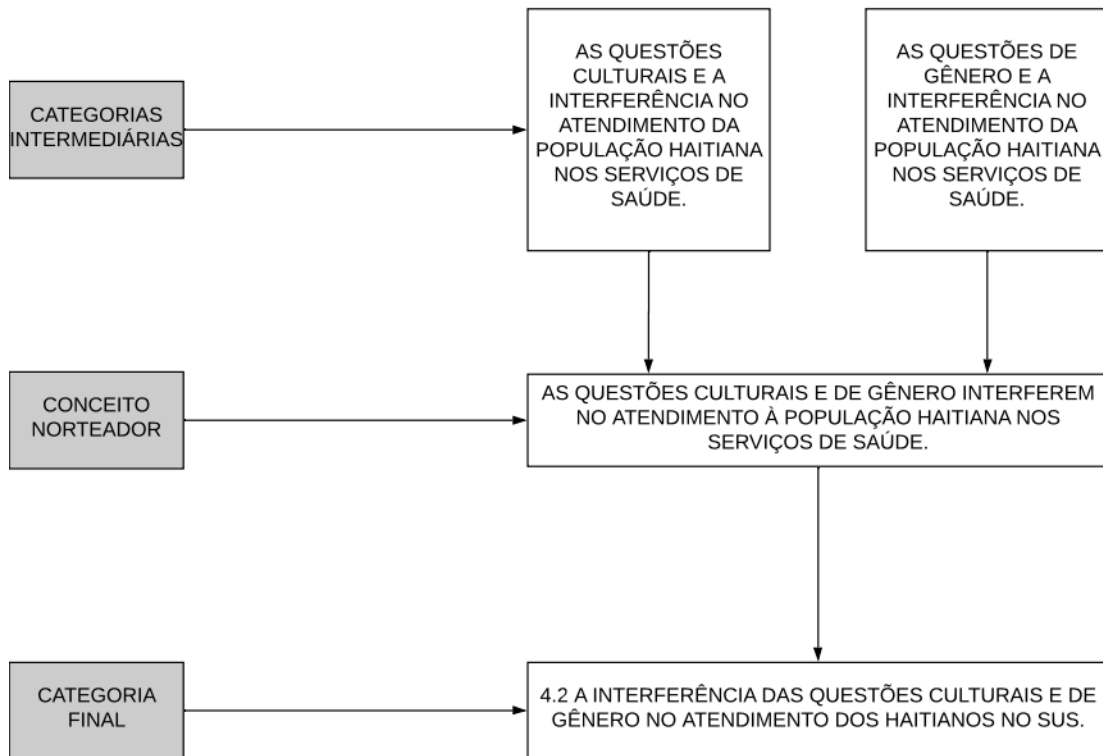 CATEGORIAS
INTERMEDIÁRIAS
AS QUESTÕES
CULTURAIS E A
INTERFERÊNCIA NO
ATENDIMENTO DA
POPULAÇÃO HAITIANA
NOS SERVIÇOS DE
SAÚDE.
AS QUESTÕES DE
GÊNERO E A
INTERFERÊNCIA NO
ATENDIMENTO DA
POPULAÇÃO HAITIANA
NOS SERVIÇOS DE
SAÚDE.
CONCEITO
NORTEADOR
AS QUESTÕES CULTURAIS E DE GÊNERO INTERFEREM
NO ATENDIMENTO À POPULAÇÃO HAITIANA NOS
SERVIÇOS DE SAÚDE.
CATEGORIA
FINAL
4.2 A INTERFERÊNCIA DAS QUESTÕES CULTURAIS E DE
GÊNERO NO ATENDIMENTO DOS HAITIANOS NO SUS.